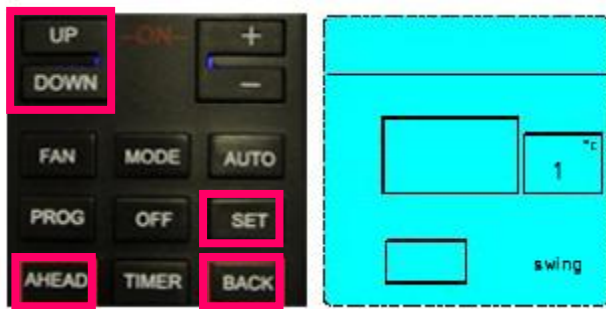 UP -ON- +
DOWN -
FAN MODE AUTO
PROG OFF SET
AHEAD TIMER BACK
°c
1
swing